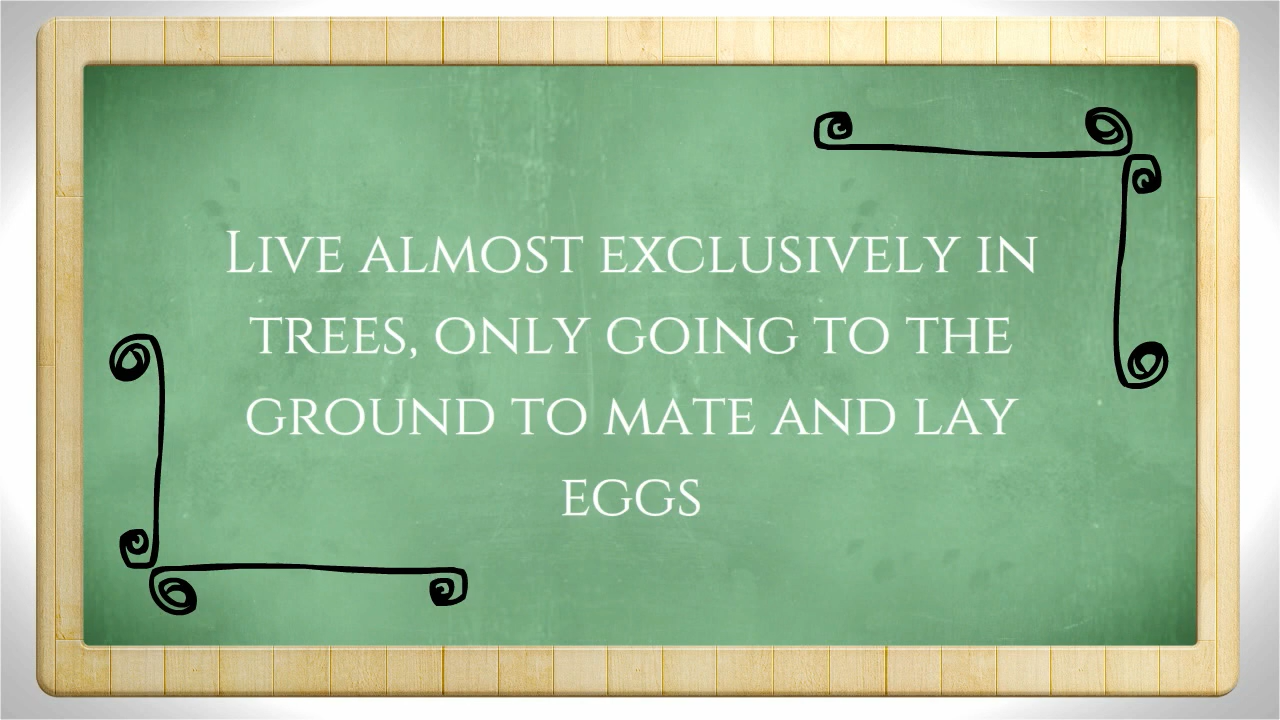 Live almost exclusively in
trees, only going to the
ground to mate and lay
eggs